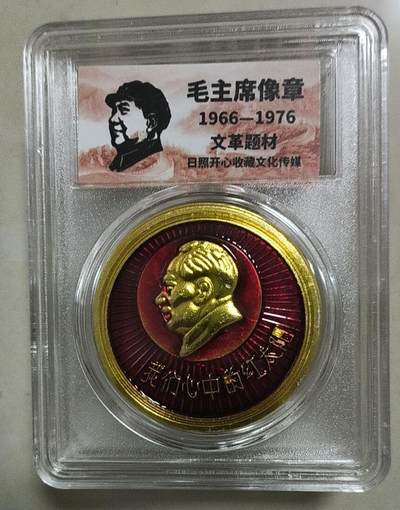 毛主席像章
1966—1976
文革题材
日照开心收藏文化传媒
我们心中的红太阳